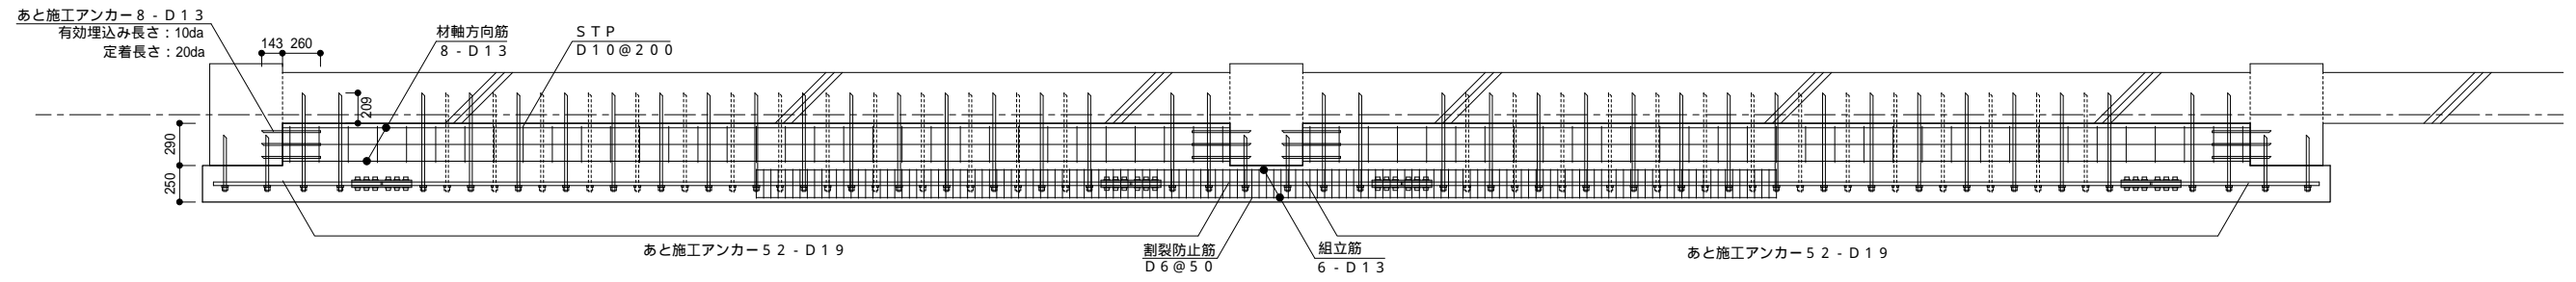 あと施工アンカー8-D13
有効埋込み長さ：10da
定着長さ：20da
143 260
材軸方向筋
8-D13
STP
D10@200
209
290
250
あと施工アンカー52-D19
割裂防止筋
D6@50
組立筋
6-D13
あと施工アンカー52-D19